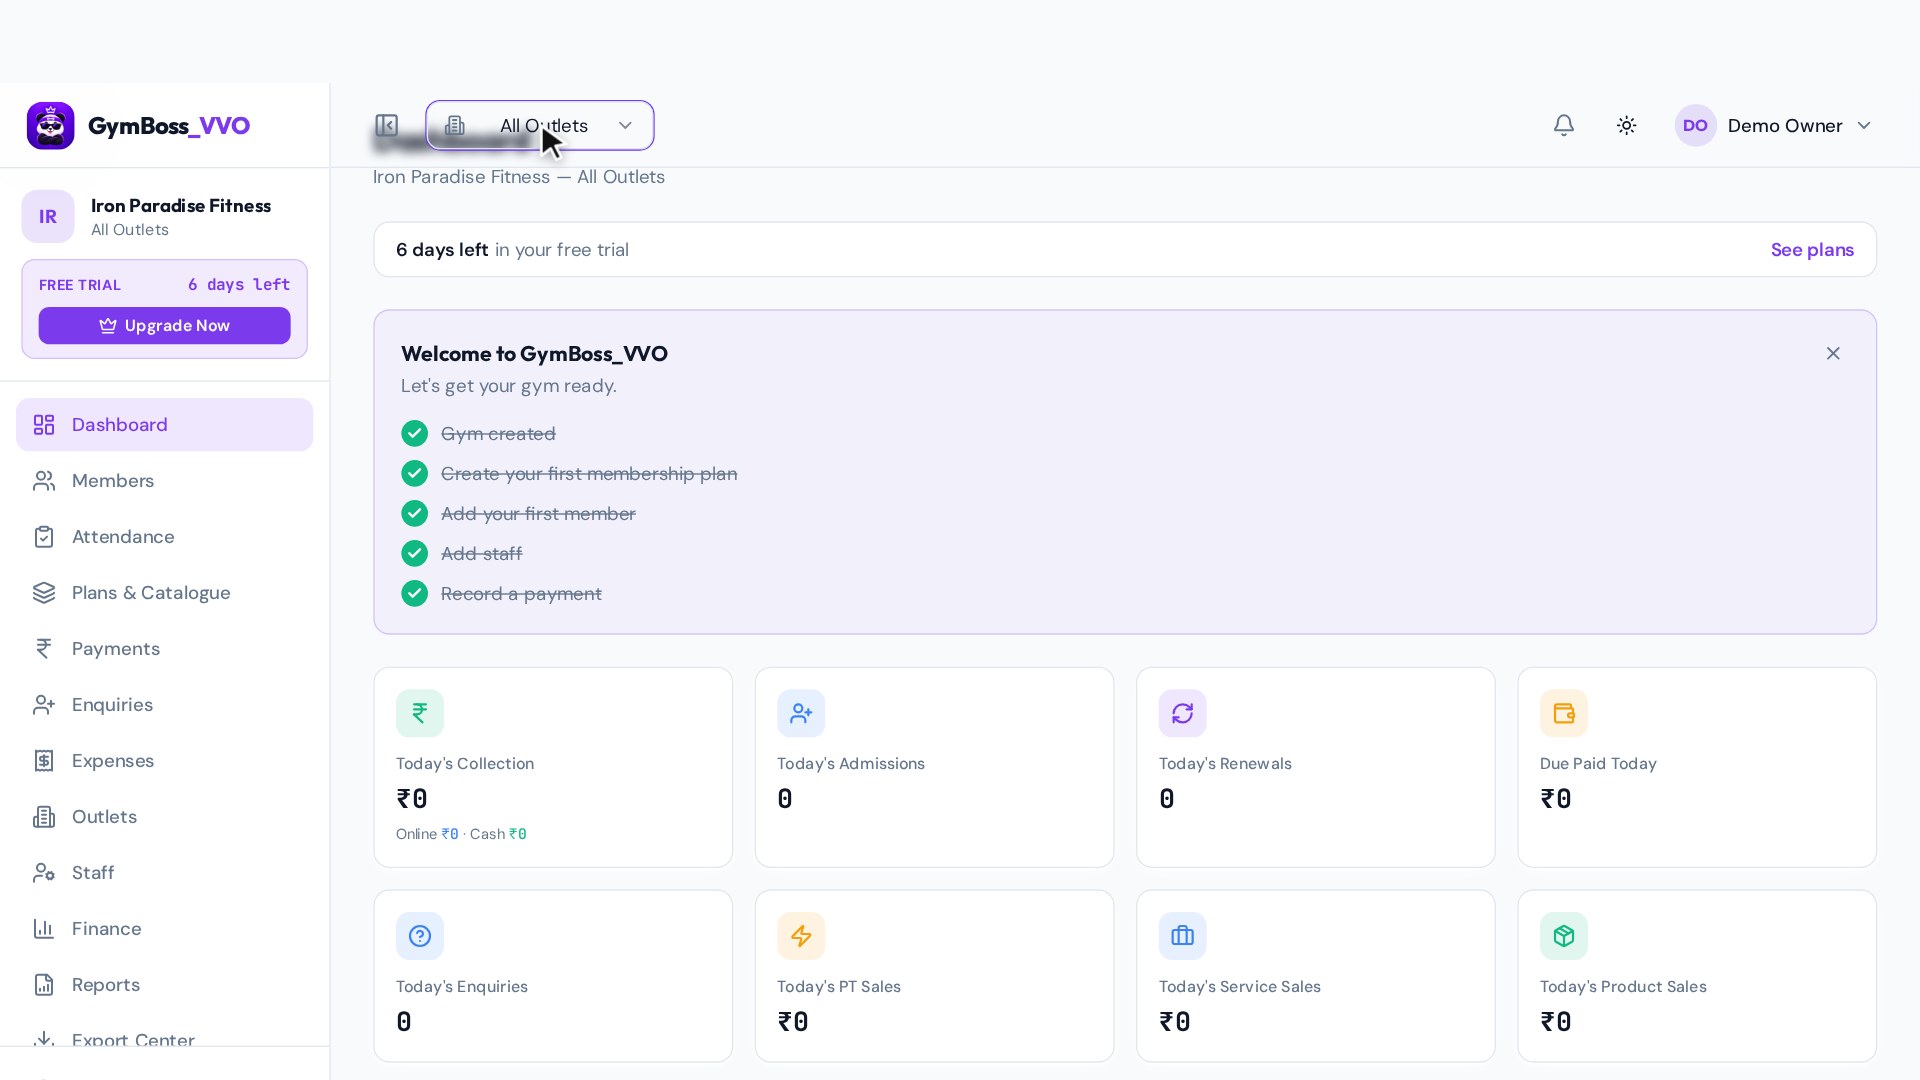 GymBoss_VVO
All Outlets
DO
Demo Owner
IR
Iron Paradise Fitness
All Outlets
FREE TRIAL
6 days left
Upgrade Now
Dashboard
Members
Attendance
Plans & Catalogue
Payments
Enquiries
Expenses
Outlets
Staff
Finance
Reports
Export Center
Iron Paradise Fitness — All Outlets
6 days left in your free trial
See plans
Welcome to GymBoss_VVO
Let's get your gym ready.
Gym created
Create your first membership plan
Add your first member
Add staff
Record a payment
Today's Collection
₹0
Online ₹0 · Cash ₹0
Today's Admissions
0
Today's Renewals
0
Due Paid Today
₹0
Today's Enquiries
0
Today's PT Sales
₹0
Today's Service Sales
₹0
Today's Product Sales
₹0